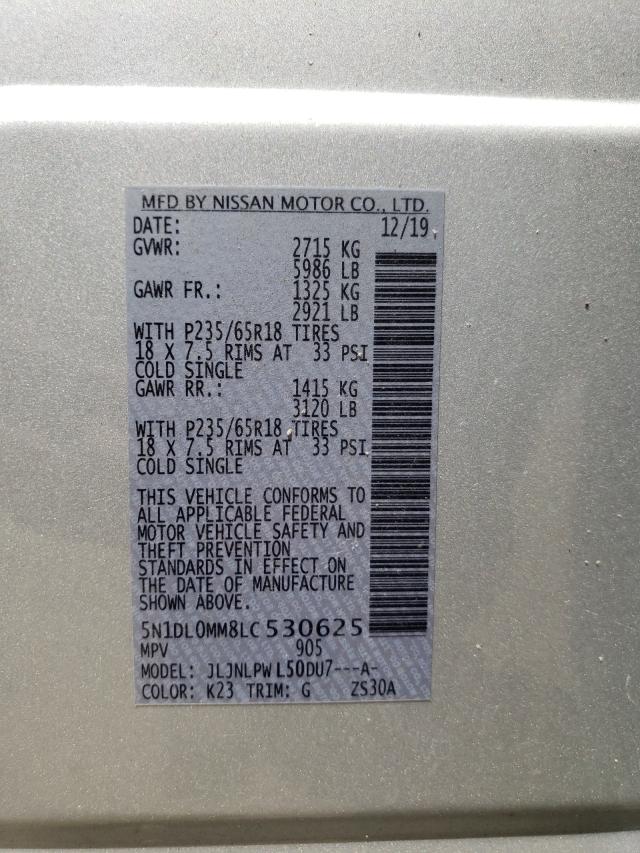 MFD BY NISSAN MOTOR CO., LTD.
DATE: 12/19
GVWR: 2715 KG
5986 LB
GAWR FR.: 1325 KG
2921 LB
WITH P235/65R18 TIRES
18 X 7.5 RIMS AT 33 PSI
COLD SINGLE
GAWR RR.: 1415 KG
3120 LB
WITH P235/65R18 TIRES
18 X 7.5 RIMS AT 33 PSI
COLD SINGLE
THIS VEHICLE CONFORMS TO
ALL APPLICABLE FEDERAL
MOTOR VEHICLE SAFETY AND
THEFT PREVENTION
STANDARDS IN EFFECT ON
THE DATE OF MANUFACTURE
SHOWN ABOVE.
5N1DL0MM8LC530625
MPV 905
MODEL: JLJNLPW L50DU7---A-
COLOR: K23 TRIM: G ZS30A